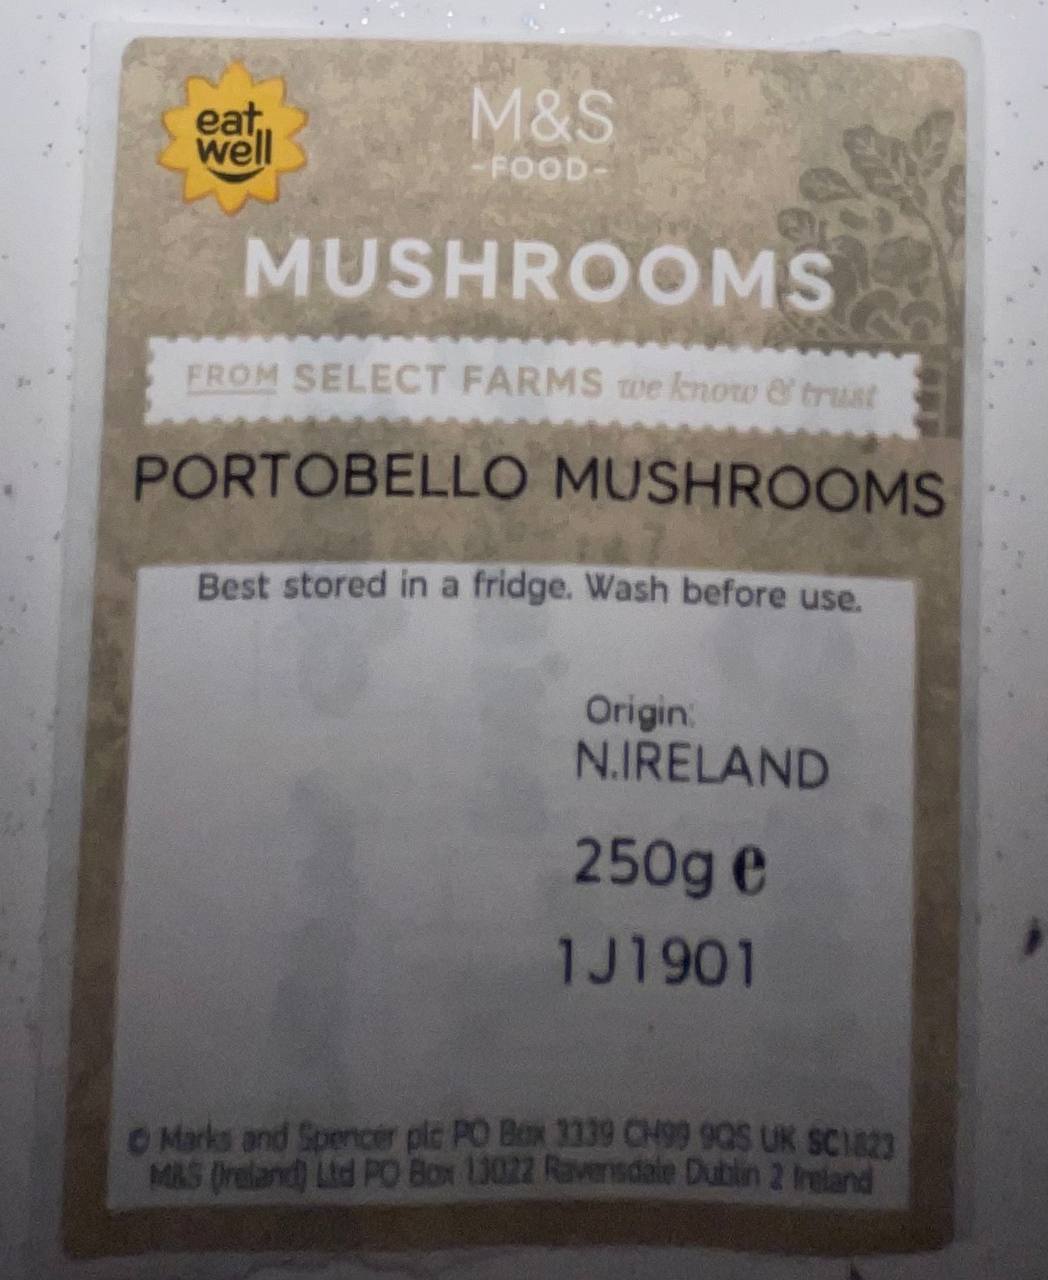 eat
well
M&S
-FOOD-
MUSHROOMS
FROM SELECT FARMS we know & trust
PORTOBELLO MUSHROOMS
Best stored in a fridge. Wash before use.
Origin:
N.IRELAND
250g e
1J1901
© Marks and Spencer plc PO Box 3339 CH99 9QS UK SC1823
M&S (Ireland) Ltd PO Box 13022 Ravensdale Dublin 2 Ireland